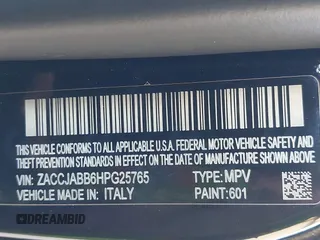 THIS VEHICLE CONFORMS TO ALL APPLICABLE U.S.A. FEDERAL MOTOR VEHICLE SAFETY AND
THEFT PREVENTION STANDARDS IN EFFECT ON THE DATE OF MANUFACTURE SHOWN ABOVE.
VIN: ZACCJABB6HPG25765 TYPE: MPV
VEHICLE MADE IN: ITALY PAINT: 601
DREAMBID